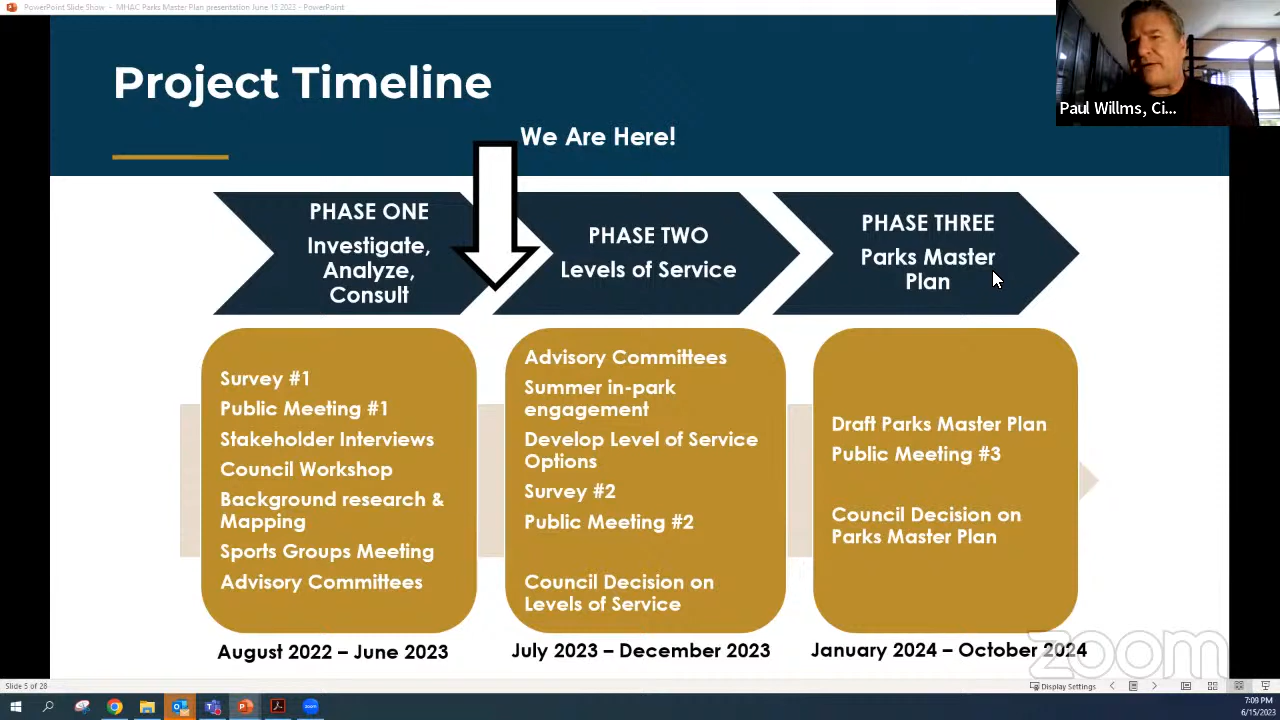 PowerPoint Slide Show - MHAC Parks Master Plan presentation June 15 2023 - PowerPoint
Project Timeline
We Are Here!
Paul Willms, Ci...
PHASE ONE
Investigate,
Analyze,
Consult
PHASE TWO
Levels of Service
PHASE THREE
Parks Master
Plan
Survey #1
Public Meeting #1
Stakeholder Interviews
Council Workshop
Background research &
Mapping
Sports Groups Meeting
Advisory Committees
August 2022 – June 2023
Advisory Committees
Summer in-park
engagement
Develop Level of Service
Options
Survey #2
Public Meeting #2
Council Decision on
Levels of Service
July 2023 – December 2023
Draft Parks Master Plan
Public Meeting #3
Council Decision on
Parks Master Plan
January 2024 – October 2024
zoom
Slide 5 of 28
Display Settings
7:09 PM
6/15/2023